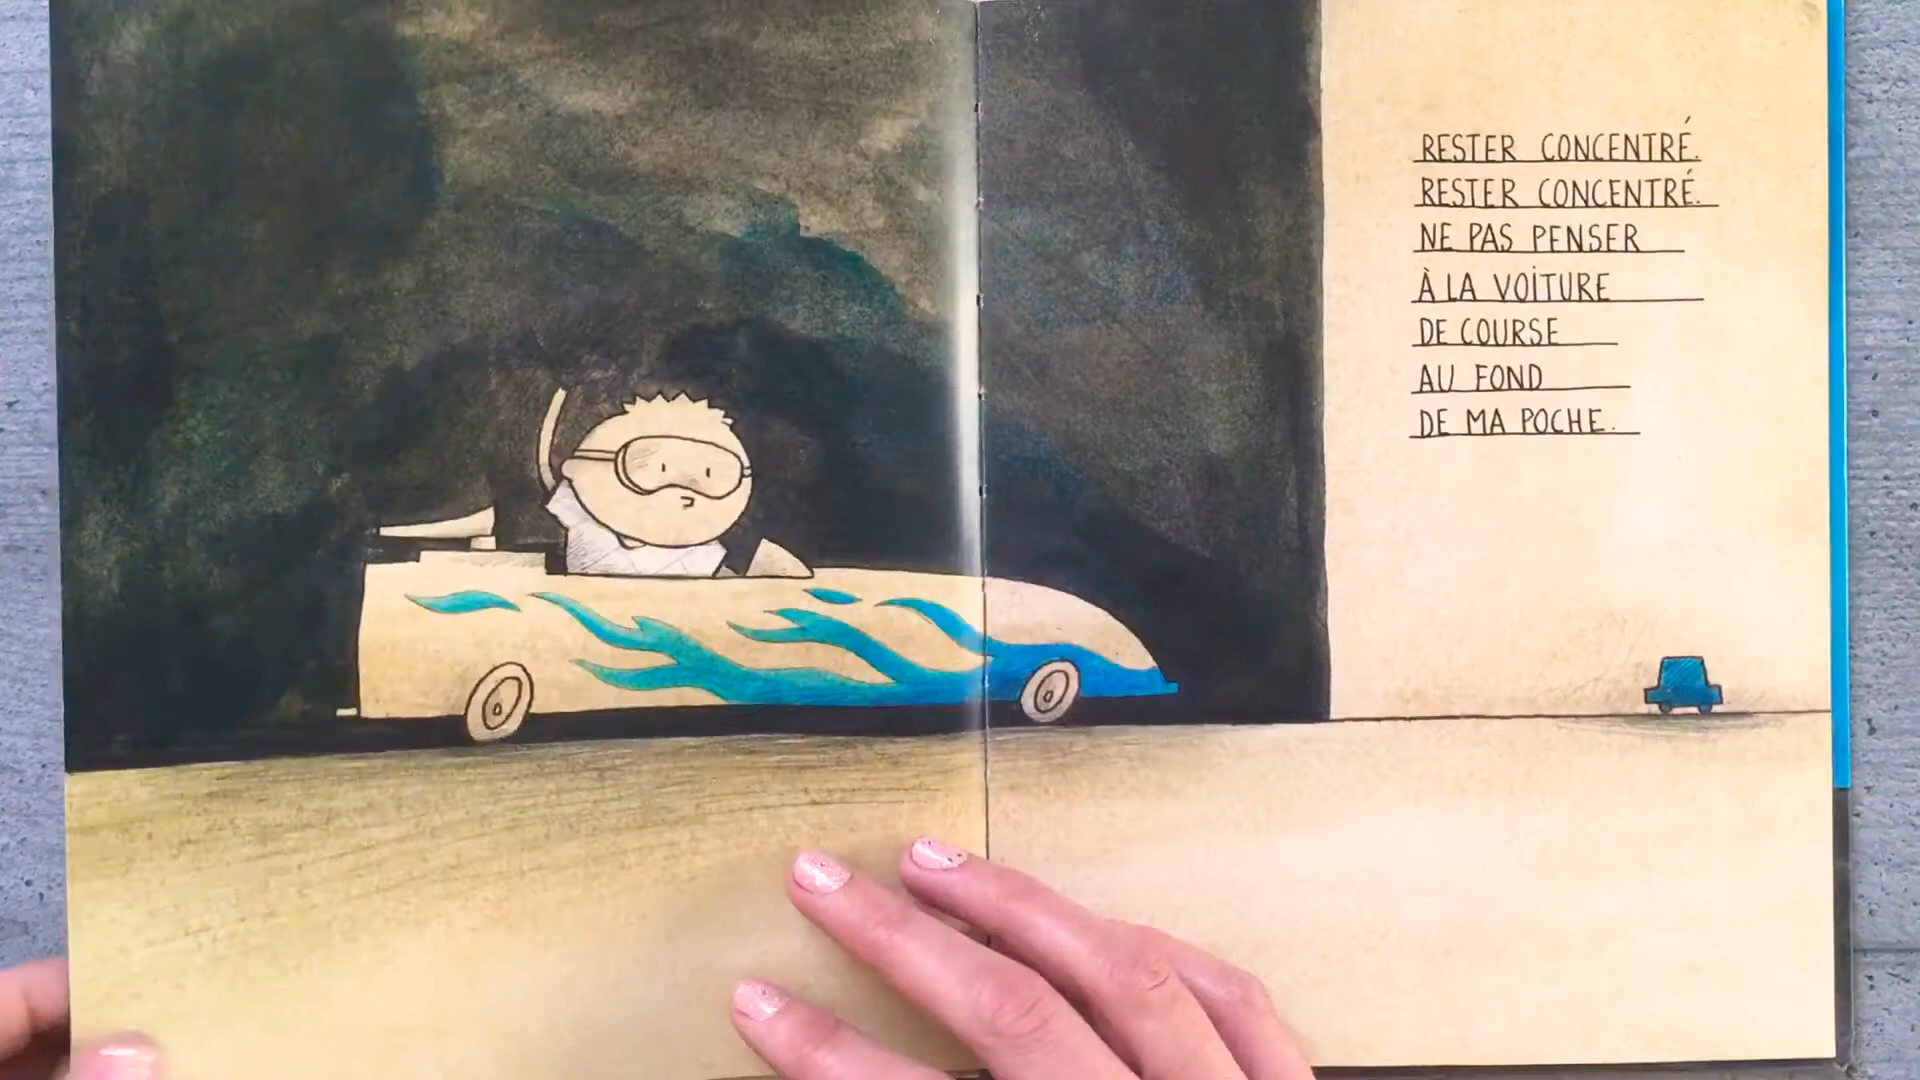 RESTER CONCENTRÉ.
RESTER CONCENTRÉ.
NE PAS PENSER
À LA VOITURE
DE COURSE
AU FOND
DE MA POCHE.